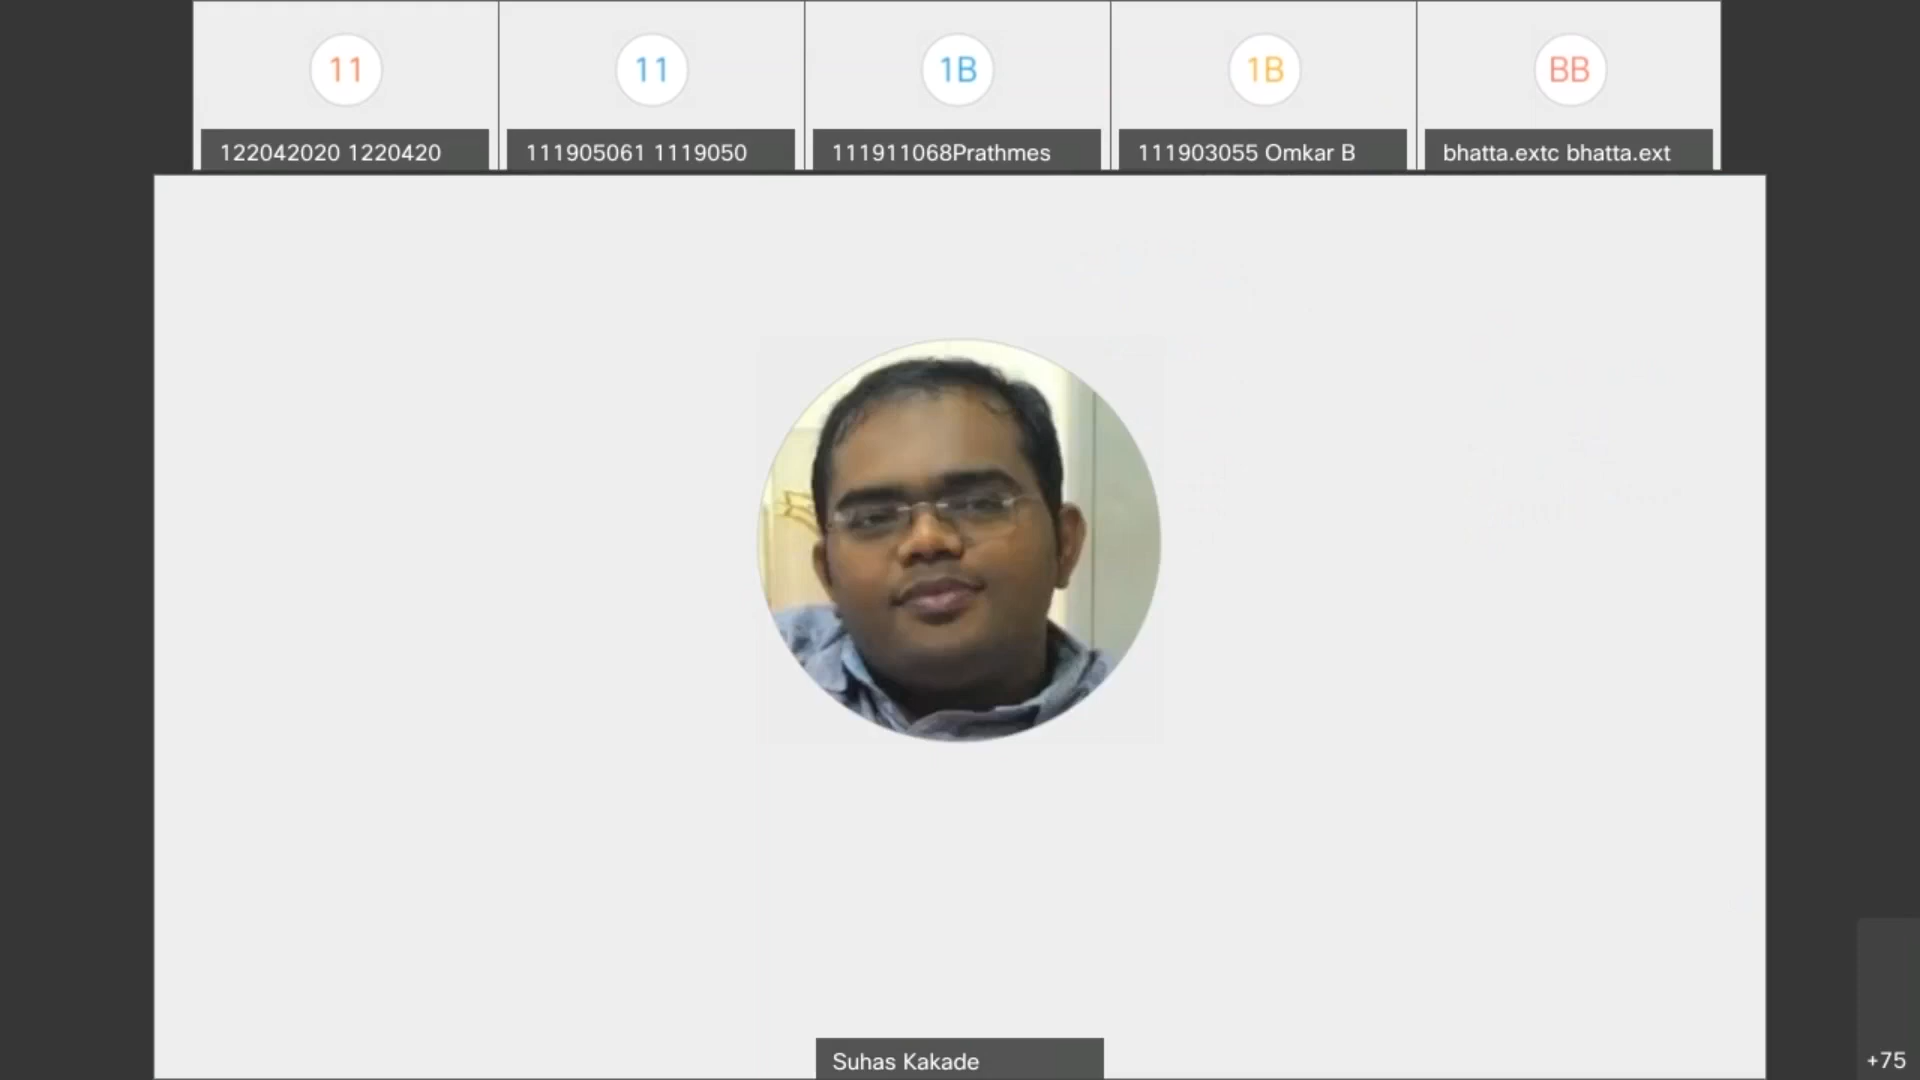 11
11
1B
1B
BB
122042020 1220420
111905061 1119050
111911068Prathmes
111903055 Omkar B
bhatta.extc bhatta.ext
Suhas Kakade
+75